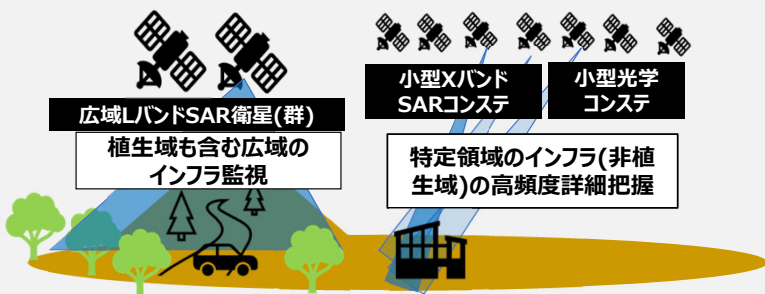 広域LバンドSAR衛星(群)
植生域も含む広域の
インフラ監視
小型Xバンド
SARコンステ
小型光学
コンステ
特定領域のインフラ(非植
生域)の高頻度詳細把握